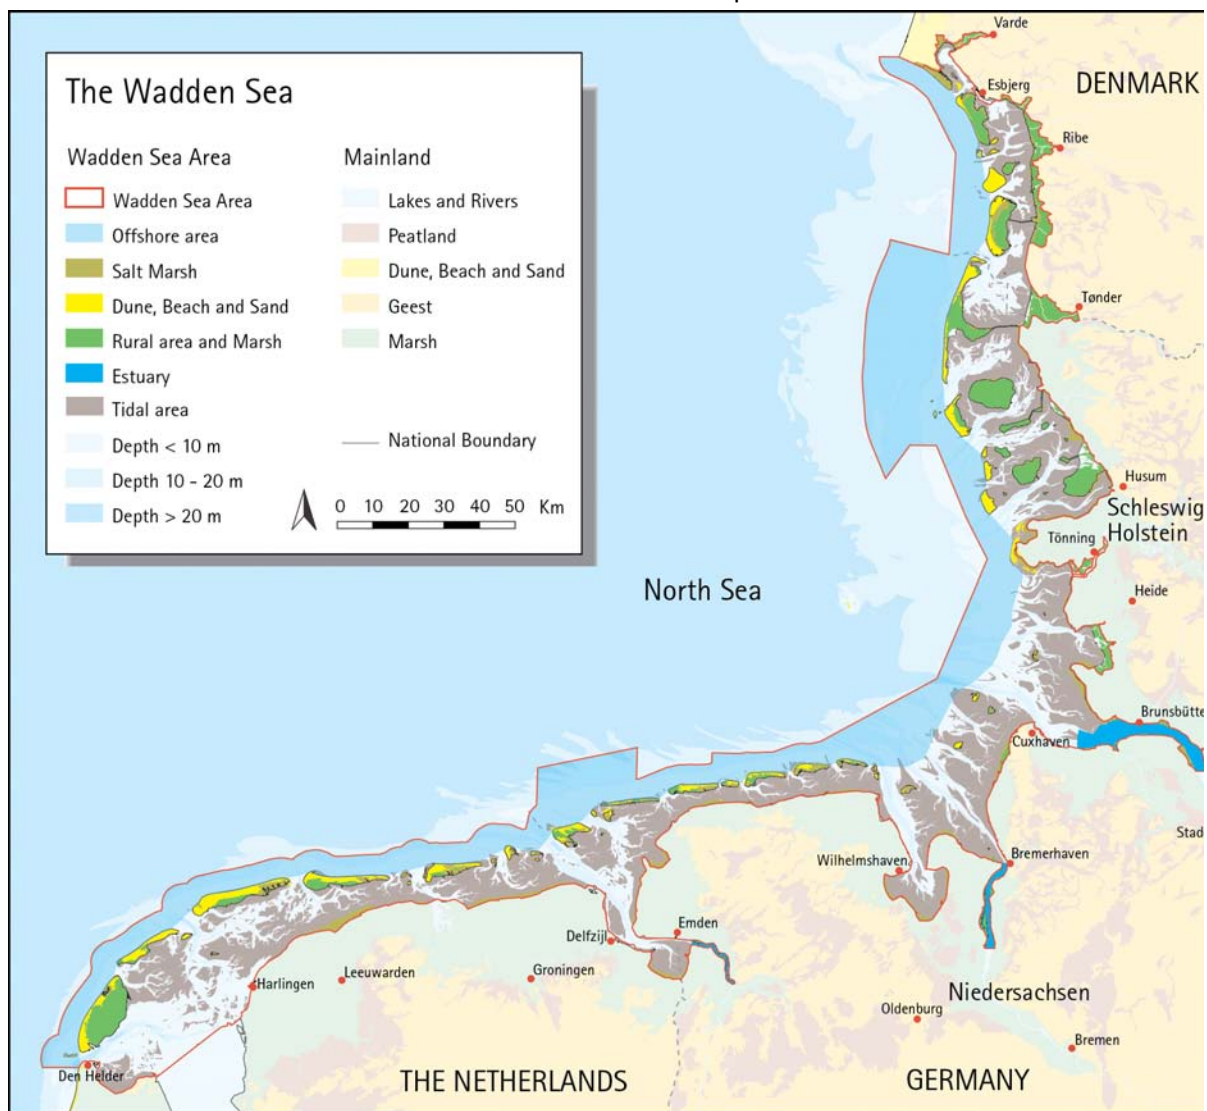 The Wadden Sea
Wadden Sea Area
Wadden Sea Area
Offshore area
Salt Marsh
Dune, Beach and Sand
Rural area and Marsh
Estuary
Tidal area
Depth < 10 m
Depth 10 - 20 m
Depth > 20 m
Mainland
Lakes and Rivers
Peatland
Dune, Beach and Sand
Geest
Marsh
National Boundary
0 10 20 30 40 50 Km
Varde
Esbjerg
DENMARK
Ribe
Tønder
Husum
Schleswig
Holstein
Tönning
North Sea
Heide
Brunsbütte
Cuxhaven
Stad
Wilhelmshaven
Bremerhaven
Emden
Delfzijl
Groningen
Leeuwarden
Harlingen
Niedersachsen
Oldenburg
Bremen
Den Helder
THE NETHERLANDS
GERMANY